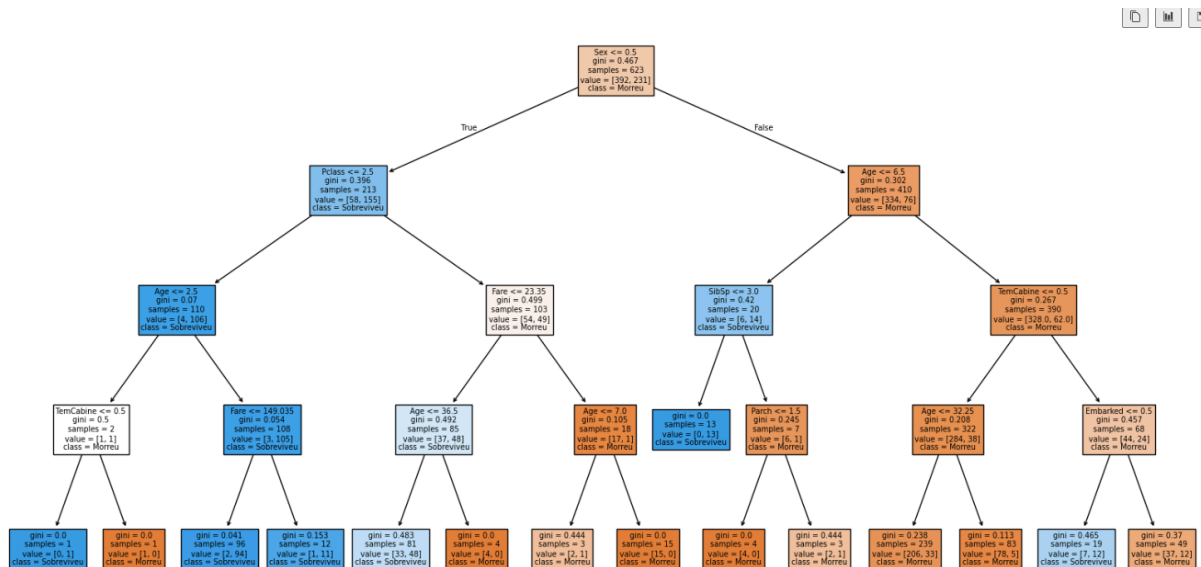 Sex <= 0.5
gini = 0.467
samples = 623
value = [392, 231]
class = Morreu
True
False
Pclass <= 2.5
gini = 0.396
samples = 213
value = [58, 155]
class = Sobreviveu
Age <= 6.5
gini = 0.302
samples = 410
value = [334, 76]
class = Morreu
Age <= 2.5
gini = 0.07
samples = 110
value = [4, 106]
class = Sobreviveu
Fare <= 23.35
gini = 0.499
samples = 103
value = [54, 49]
class = Morreu
SibSp <= 3.0
gini = 0.42
samples = 20
value = [6, 14]
class = Sobreviveu
TemCabine <= 0.5
gini = 0.267
samples = 390
value = [328.0, 62.0]
class = Morreu
TemCabine <= 0.5
gini = 0.5
samples = 2
value = [1, 1]
class = Morreu
Fare <= 149.035
gini = 0.054
samples = 108
value = [3, 105]
class = Sobreviveu
Age <= 36.5
gini = 0.492
samples = 85
value = [37, 48]
class = Sobreviveu
Age <= 7.0
gini = 0.105
samples = 18
value = [17, 1]
class = Morreu
gini = 0.0
samples = 13
value = [0, 13]
class = Sobreviveu
Parch <= 1.5
gini = 0.245
samples = 7
value = [6, 1]
class = Morreu
Age <= 32.25
gini = 0.208
samples = 322
value = [284, 38]
class = Morreu
Embarked <= 0.5
gini = 0.457
samples = 68
value = [44, 24]
class = Morreu
gini = 0.0
samples = 1
value = [0, 1]
class = Sobreviveu
gini = 0.0
samples = 1
value = [1, 0]
class = Morreu
gini = 0.041
samples = 96
value = [2, 94]
class = Sobreviveu
gini = 0.153
samples = 12
value = [1, 11]
class = Sobreviveu
gini = 0.483
samples = 81
value = [33, 48]
class = Sobreviveu
gini = 0.0
samples = 4
value = [4, 0]
class = Morreu
gini = 0.444
samples = 3
value = [2, 1]
class = Morreu
gini = 0.0
samples = 15
value = [15, 0]
class = Morreu
gini = 0.0
samples = 4
value = [4, 0]
class = Morreu
gini = 0.444
samples = 3
value = [2, 1]
class = Morreu
gini = 0.238
samples = 239
value = [206, 33]
class = Morreu
gini = 0.113
samples = 83
value = [78, 5]
class = Morreu
gini = 0.465
samples = 19
value = [7, 12]
class = Sobreviveu
gini = 0.37
samples = 49
value = [37, 12]
class = Morreu